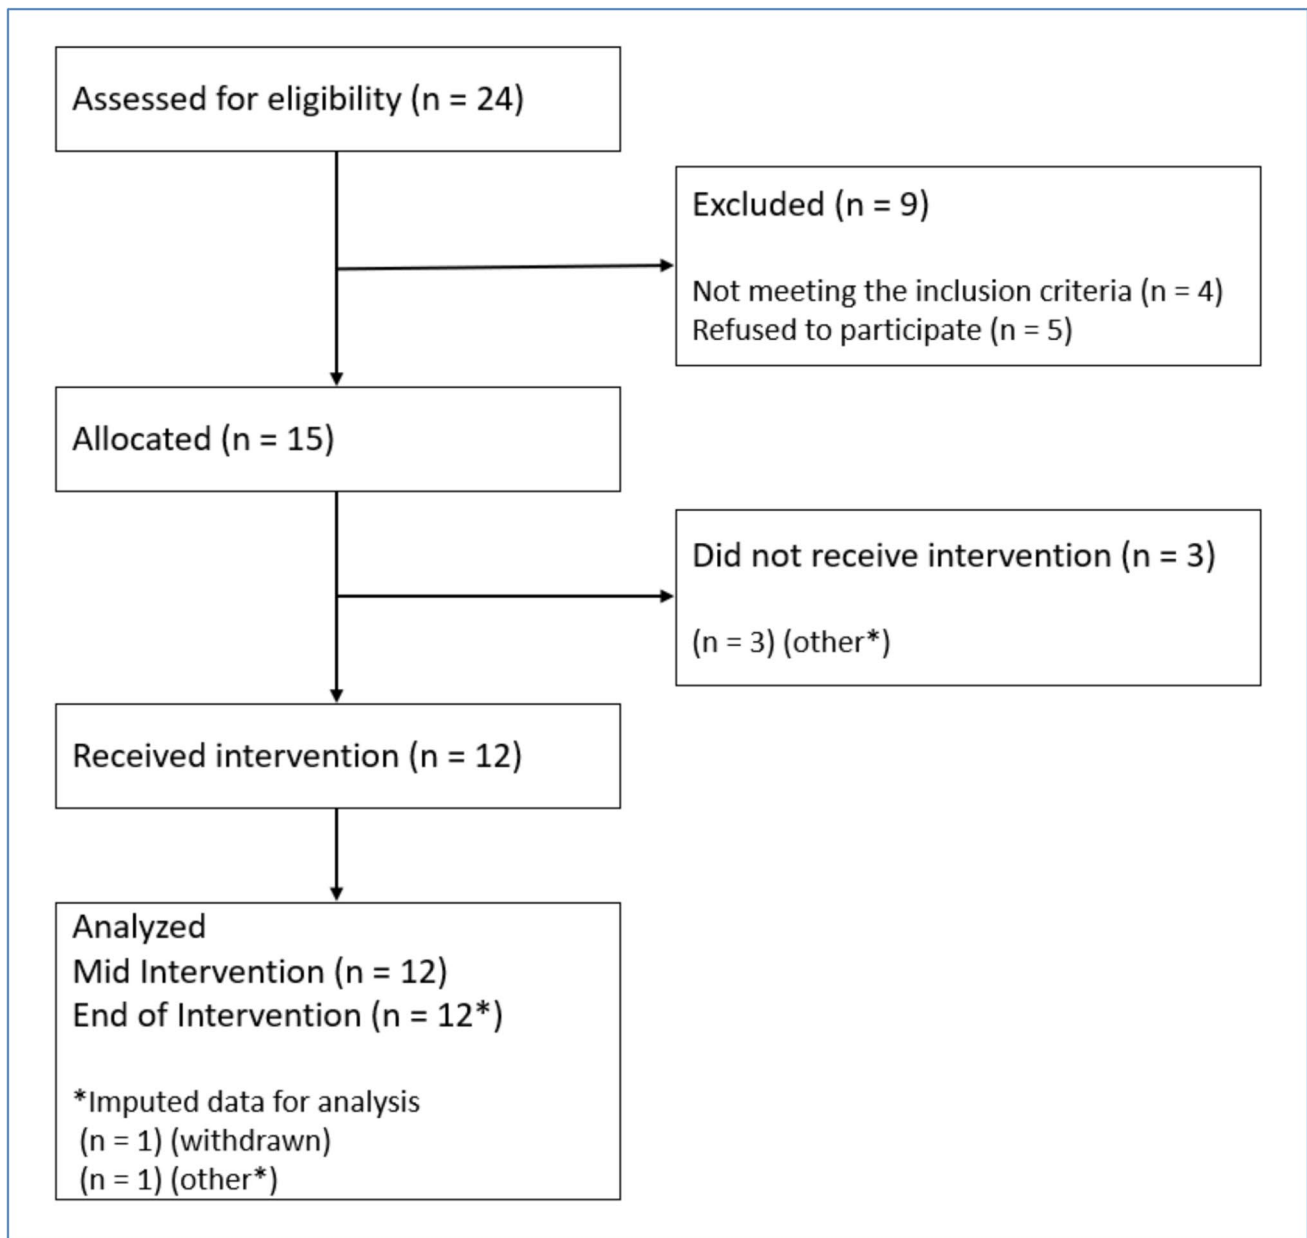 Assessed for eligibility (n = 24)
Excluded (n = 9)
Not meeting the inclusion criteria (n = 4)
Refused to participate (n = 5)
Allocated (n = 15)
Did not receive intervention (n = 3)
(n = 3) (other*)
Received intervention (n = 12)
Analyzed
Mid Intervention (n = 12)
End of Intervention (n = 12*)
*Imputed data for analysis
(n = 1) (withdrawn)
(n = 1) (other*)